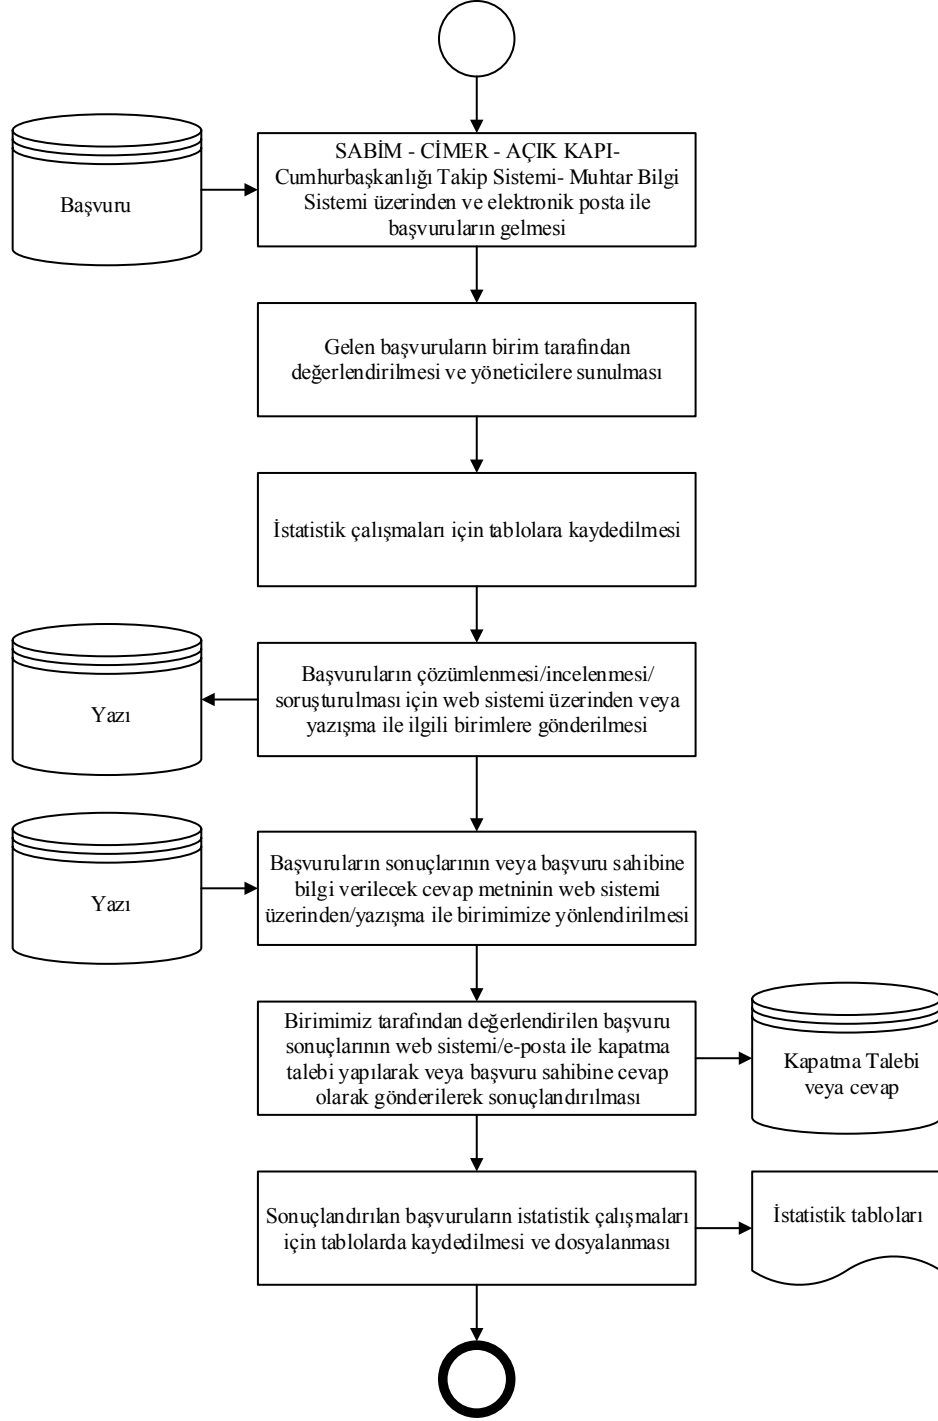 Başvuru
SABİM - CİMER - AÇIK KAPI-
Cumhurbaşkanlığı Takip Sistemi- Muhtar Bilgi
Sistemi üzerinden ve elektronik posta ile
başvuruların gelmesi
Gelen başvuruların birim tarafından
değerlendirilmesi ve yöneticilere sunulması
İstatistik çalışmaları için tablolara kaydedilmesi
Yazı
Başvuruların çözümlenmesi/incelenmesi/
soruşturulması için web sistemi üzerinden veya
yazışma ile ilgili birimlere gönderilmesi
Yazı
Başvuruların sonuçlarının veya başvuru sahibine
bilgi verilecek cevap metninin web sistemi
üzerinden/yazışma ile birimimize yönlendirilmesi
Birimimiz tarafından değerlendirilen başvuru
sonuçlarının web sistemi/e-posta ile kapatma
talebi yapılarak veya başvuru sahibine cevap
olarak gönderilerek sonuçlandırılması
Kapatma Talebi
veya cevap
Sonuçlandırılan başvuruların istatistik çalışmaları
için tablolarda kaydedilmesi ve dosyalanması
İstatistik tabloları